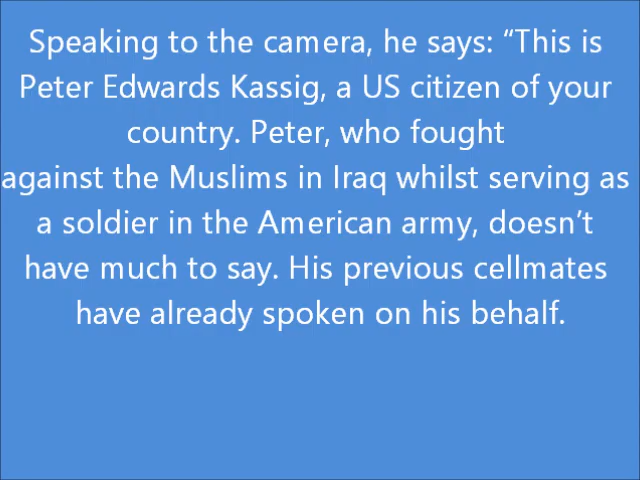 Speaking to the camera, he says: “This is
Peter Edwards Kassig, a US citizen of your
country. Peter, who fought
against the Muslims in Iraq whilst serving as
a soldier in the American army, doesn’t
have much to say. His previous cellmates
have already spoken on his behalf.